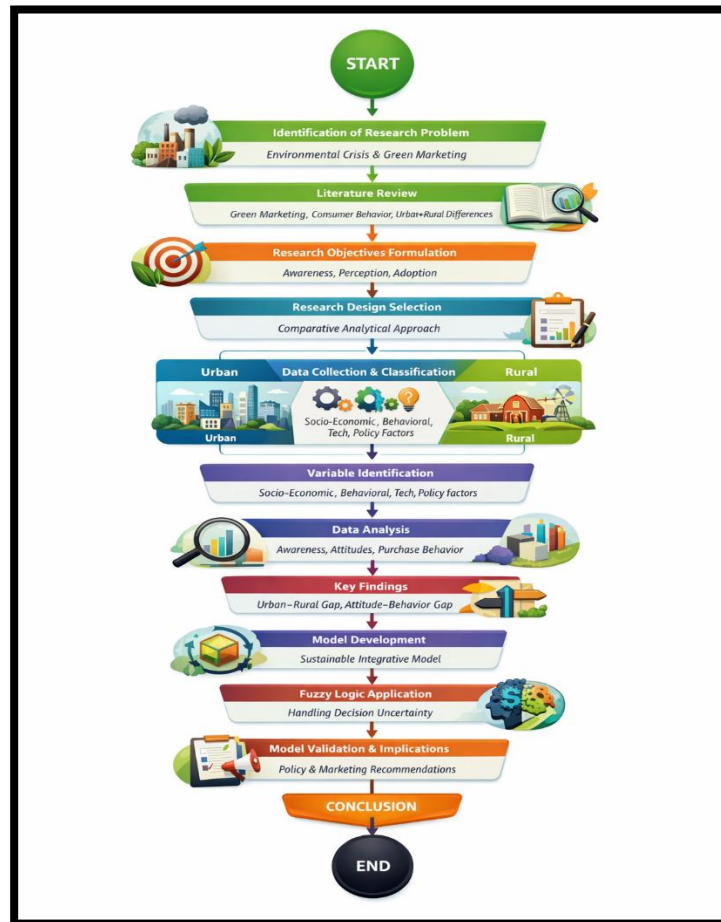 START
Identification of Research Problem
Environmental Crisis & Green Marketing
Literature Review
Green Marketing, Consumer Behavior, Urban+Rural Differences
Research Objectives Formulation
Awareness, Perception, Adoption
Research Design Selection
Comparative Analytical Approach
Urban Data Collection & Classification Rural
Socio-Economic, Behavioral,
Tech, Policy Factors
Urban Rural
Variable Identification
Socio-Economic, Behavioral, Tech, Policy factors
Data Analysis
Awareness, Attitudes, Purchase Behavior
Key Findings
Urban-Rural Gap, Attitude-Behavior Gap
Model Development
Sustainable Integrative Model
Fuzzy Logic Application
Handling Decision Uncertainty
Model Validation & Implications
Policy & Marketing Recommendations
CONCLUSION
END